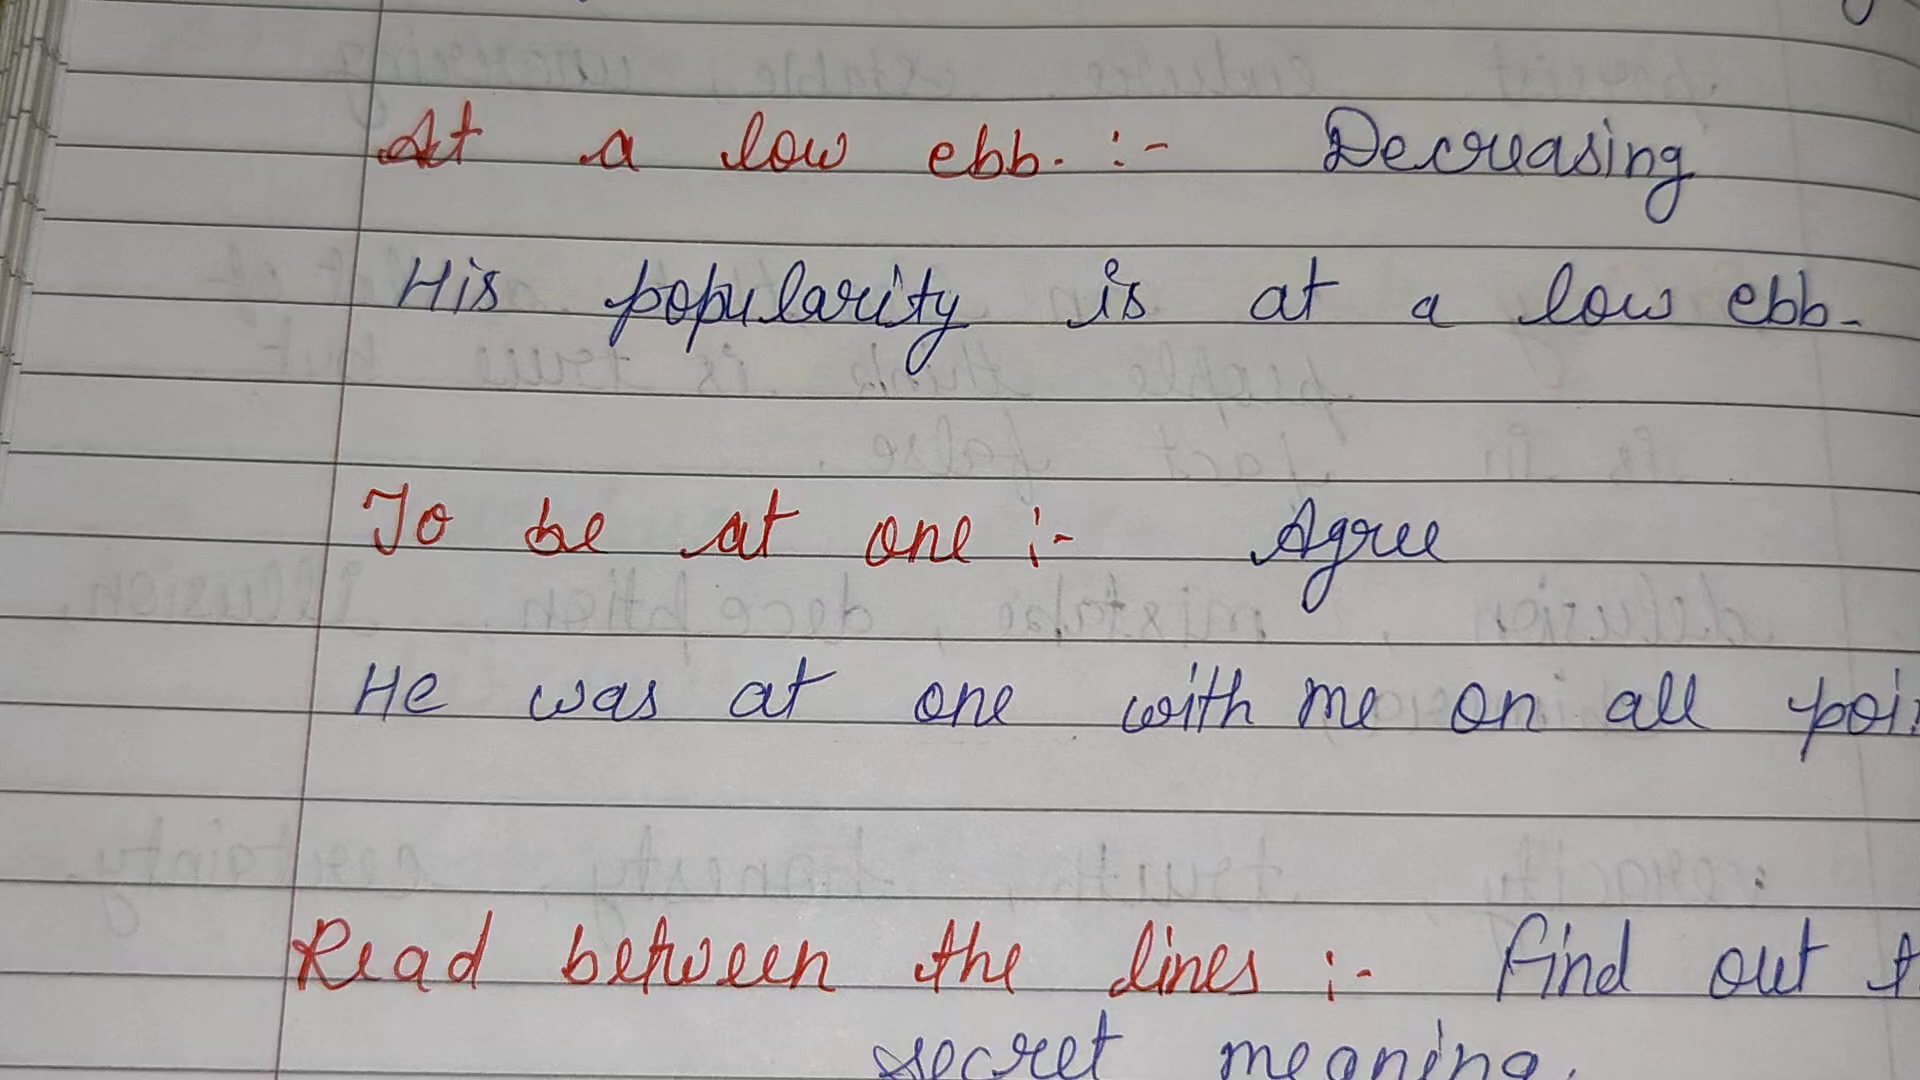 At a low ebb. :- Decreasing
His popularity is at a low ebb.
To be at one :- Agree
He was at one with me on all
Read between the lines :- find out
secret meaning.